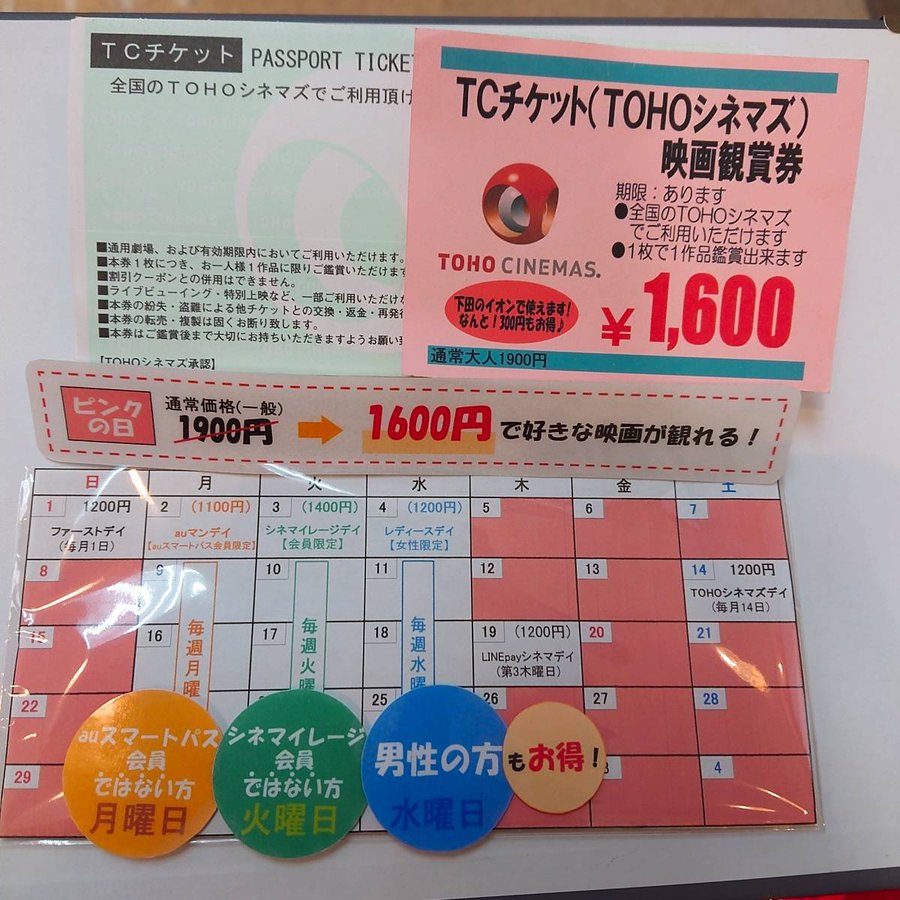 TCチケット PASSPORT TICKET
全国のTOHOシネマズでご利用頂け
■通用劇場、および有効期限内においてご利用いただけます。
■本券1枚につき、お一人様1作品に限りご鑑賞いただけます
■割引クーポンとの併用はできません。
■ライブビューイング・特別上映など、一部ご利用いただけな
■本券の紛失・盗難による他チケットとの交換・返金・再発行
■本券の転売・複製は固くお断り致します。
■本券はご鑑賞後まで大切にお持ちいただきますようお願い致
【TOHOシネマズ承認】
TCチケット(TOHOシネマズ)
映画観賞券
期限:あります
●全国のTOHOシネマズ
でご利用いただけます
●1枚で1作品鑑賞出来ます
TOHO CINEMAS.
下田のイオンで使えます!
なんと!300円もお得♪
¥1,600
通常大人1900円
ピンクの日
通常価格(一般)
1900円
1600円で好きな映画が観れる!
日 月 火 水 木 金 土
1 1200円
ファーストデイ
(毎月1日)
2 (1100円)
auマンデイ
【auスマートパス会員限定】
3 (1400円)
シネマイレージデイ
【会員限定】
4 (1200円)
レディースデイ
【女性限定】
5 6 7
8 9 10 11 12 13
14 1200円
TOHOシネマズデイ
(毎月14日)
毎週月曜
毎週火曜
毎週水曜
15 16 17 18
19 (1200円)
LINEpayシネマデイ
(第3木曜日)
20 21
22 25 26 27 28
29 4
auスマートパス
会員
ではない方
月曜日
シネマイレージ
会員
ではない方
火曜日
男性の方
水曜日
もお得!